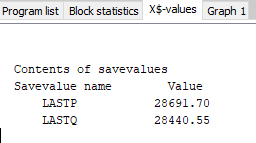 Program list Block statistics X$-values Graph 1
Contents of savevalues
Savevalue name Value
LASTP 28691.70
LASTQ 28440.55